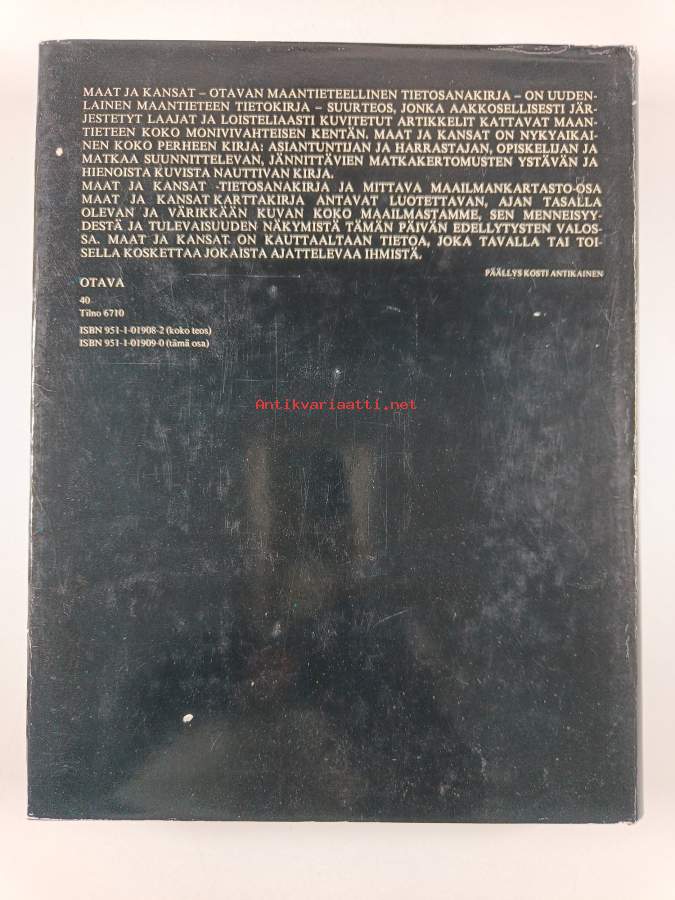 MAAT JA KANSAT – OTAVAN MAANTIETEELLINEN TIETOSANAKIRJA – ON UUDEN-
LAINEN MAANTIETEEN TIETOKIRJA – SUURTEOS, JONKA AAKKOSELLISESTI JÄR-
JESTETYT LAAJAT JA LOISTELIAASTI KUVITETUT ARTIKKELIT KATTAVAT MAAN-
TIETEEN KOKO MONIVIVAHTEISEN KENTÄN. MAAT JA KANSAT ON NYKYAIKAI-
NEN KOKO PERHEEN KIRJA: ASIANTUNTIJAN JA HARRASTAJAN, OPISKELIJAN JA
MATKAA SUUNNITTELEVAN, JÄNNITTÄVIEN MATKAKERTOMUSTEN YSTÄVÄN JA
HIENOISTA KUVISTA NAUTTIVAN KIRJA.
MAAT JA KANSAT -TIETOSANAKIRJA JA MITTAVA MAAILMANKARTASTO-OSA
MAAT JA KANSAT KARTTAKIRJA ANTAVAT LUOTETTAVAN, AJAN TASALLA
OLEVAN JA VÄRIKKÄÄN KUVAN KOKO MAAILMASTAMME, SEN MENNEISYY-
DESTÄ JA TULEVAISUUDEN NÄKYMISTÄ TÄMÄN PÄIVÄN EDELLYTYSTEN VALOS-
SA. MAAT JA KANSAT ON KAUTTAALTAAN TIETOA, JOKA TAVALLA TAI TOI-
SELLA KOSKETTAA JOKAISTA AJATTELEVAA IHMISTÄ.
PÄÄLLYS KOSTI ANTIKAINEN
OTAVA
40
Tilno 6710
ISBN 951-1-01908-2 (koko teos)
ISBN 951-1-01909-0 (tämä osa)
Antikvariaatti.net